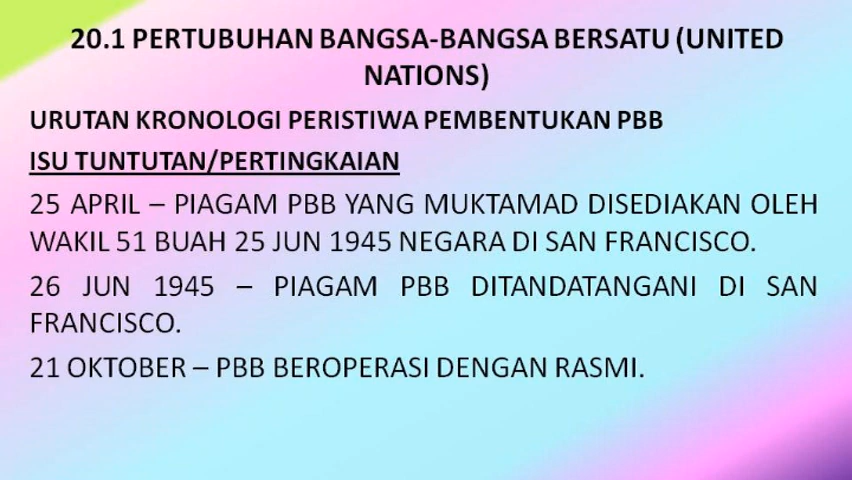 20.1 PERTUBUHAN BANGSA-BANGSA BERSATU (UNITED
NATIONS)
URUTAN KRONOLOGI PERISTIWA PEMBENTUKAN PBB
ISU TUNTUTAN/PERTINGKAIAN
25 APRIL – PIAGAM PBB YANG MUKTAMAD DISEDIAKAN OLEH
WAKIL 51 BUAH 25 JUN 1945 NEGARA DI SAN FRANCISCO.
26 JUN 1945 – PIAGAM PBB DITANDATANGANI DI SAN
FRANCISCO.
21 OKTOBER – PBB BEROPERASI DENGAN RASMI.